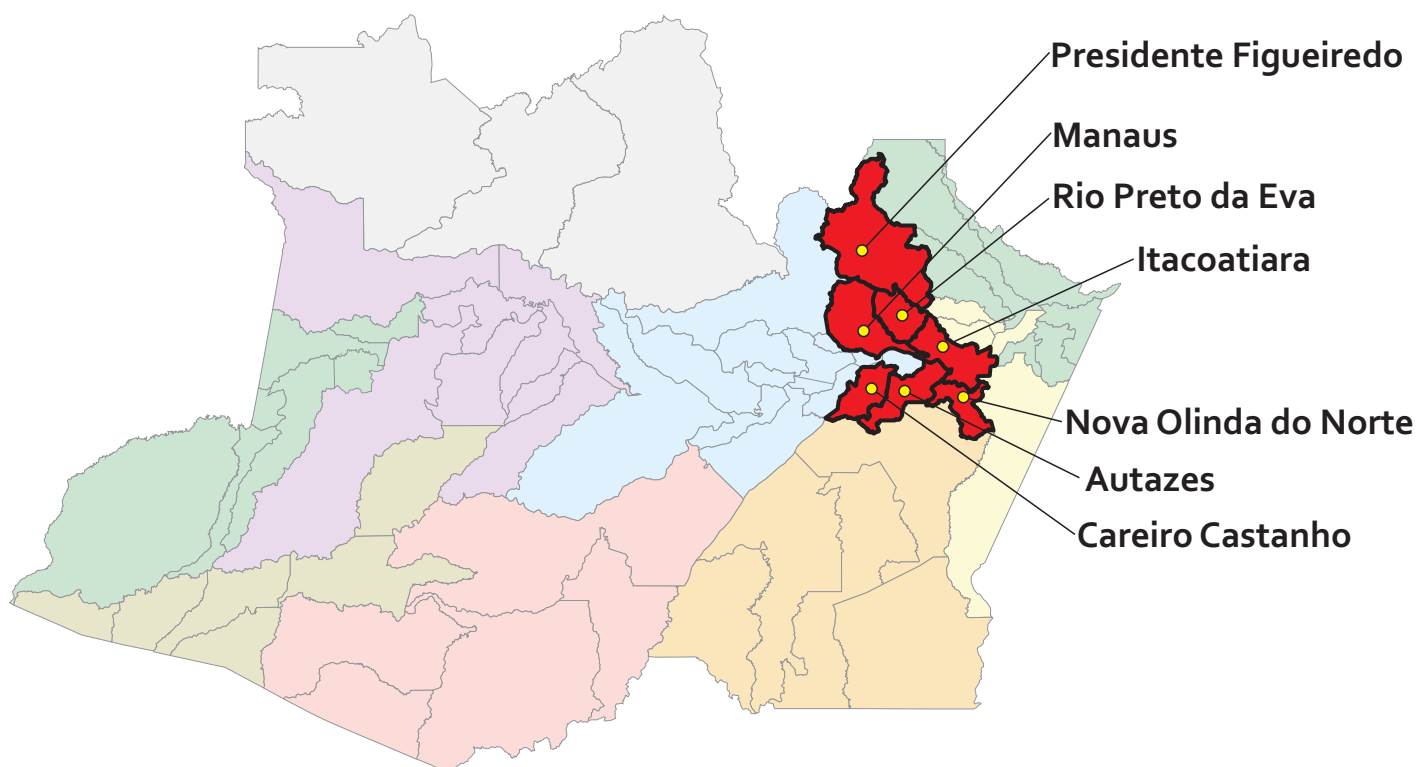 Presidente Figueiredo
Manaus
Rio Preto da Eva
Itacoatiara
Nova Olinda do Norte
Autazes
Careiro Castanho